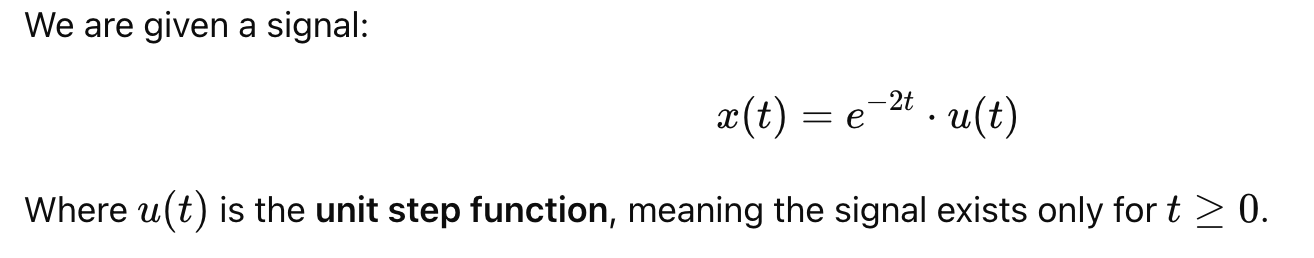 We are given a signal:
x(t) = e^{-2t} · u(t)
Where u(t) is the unit step function, meaning the signal exists only for t ≥ 0.